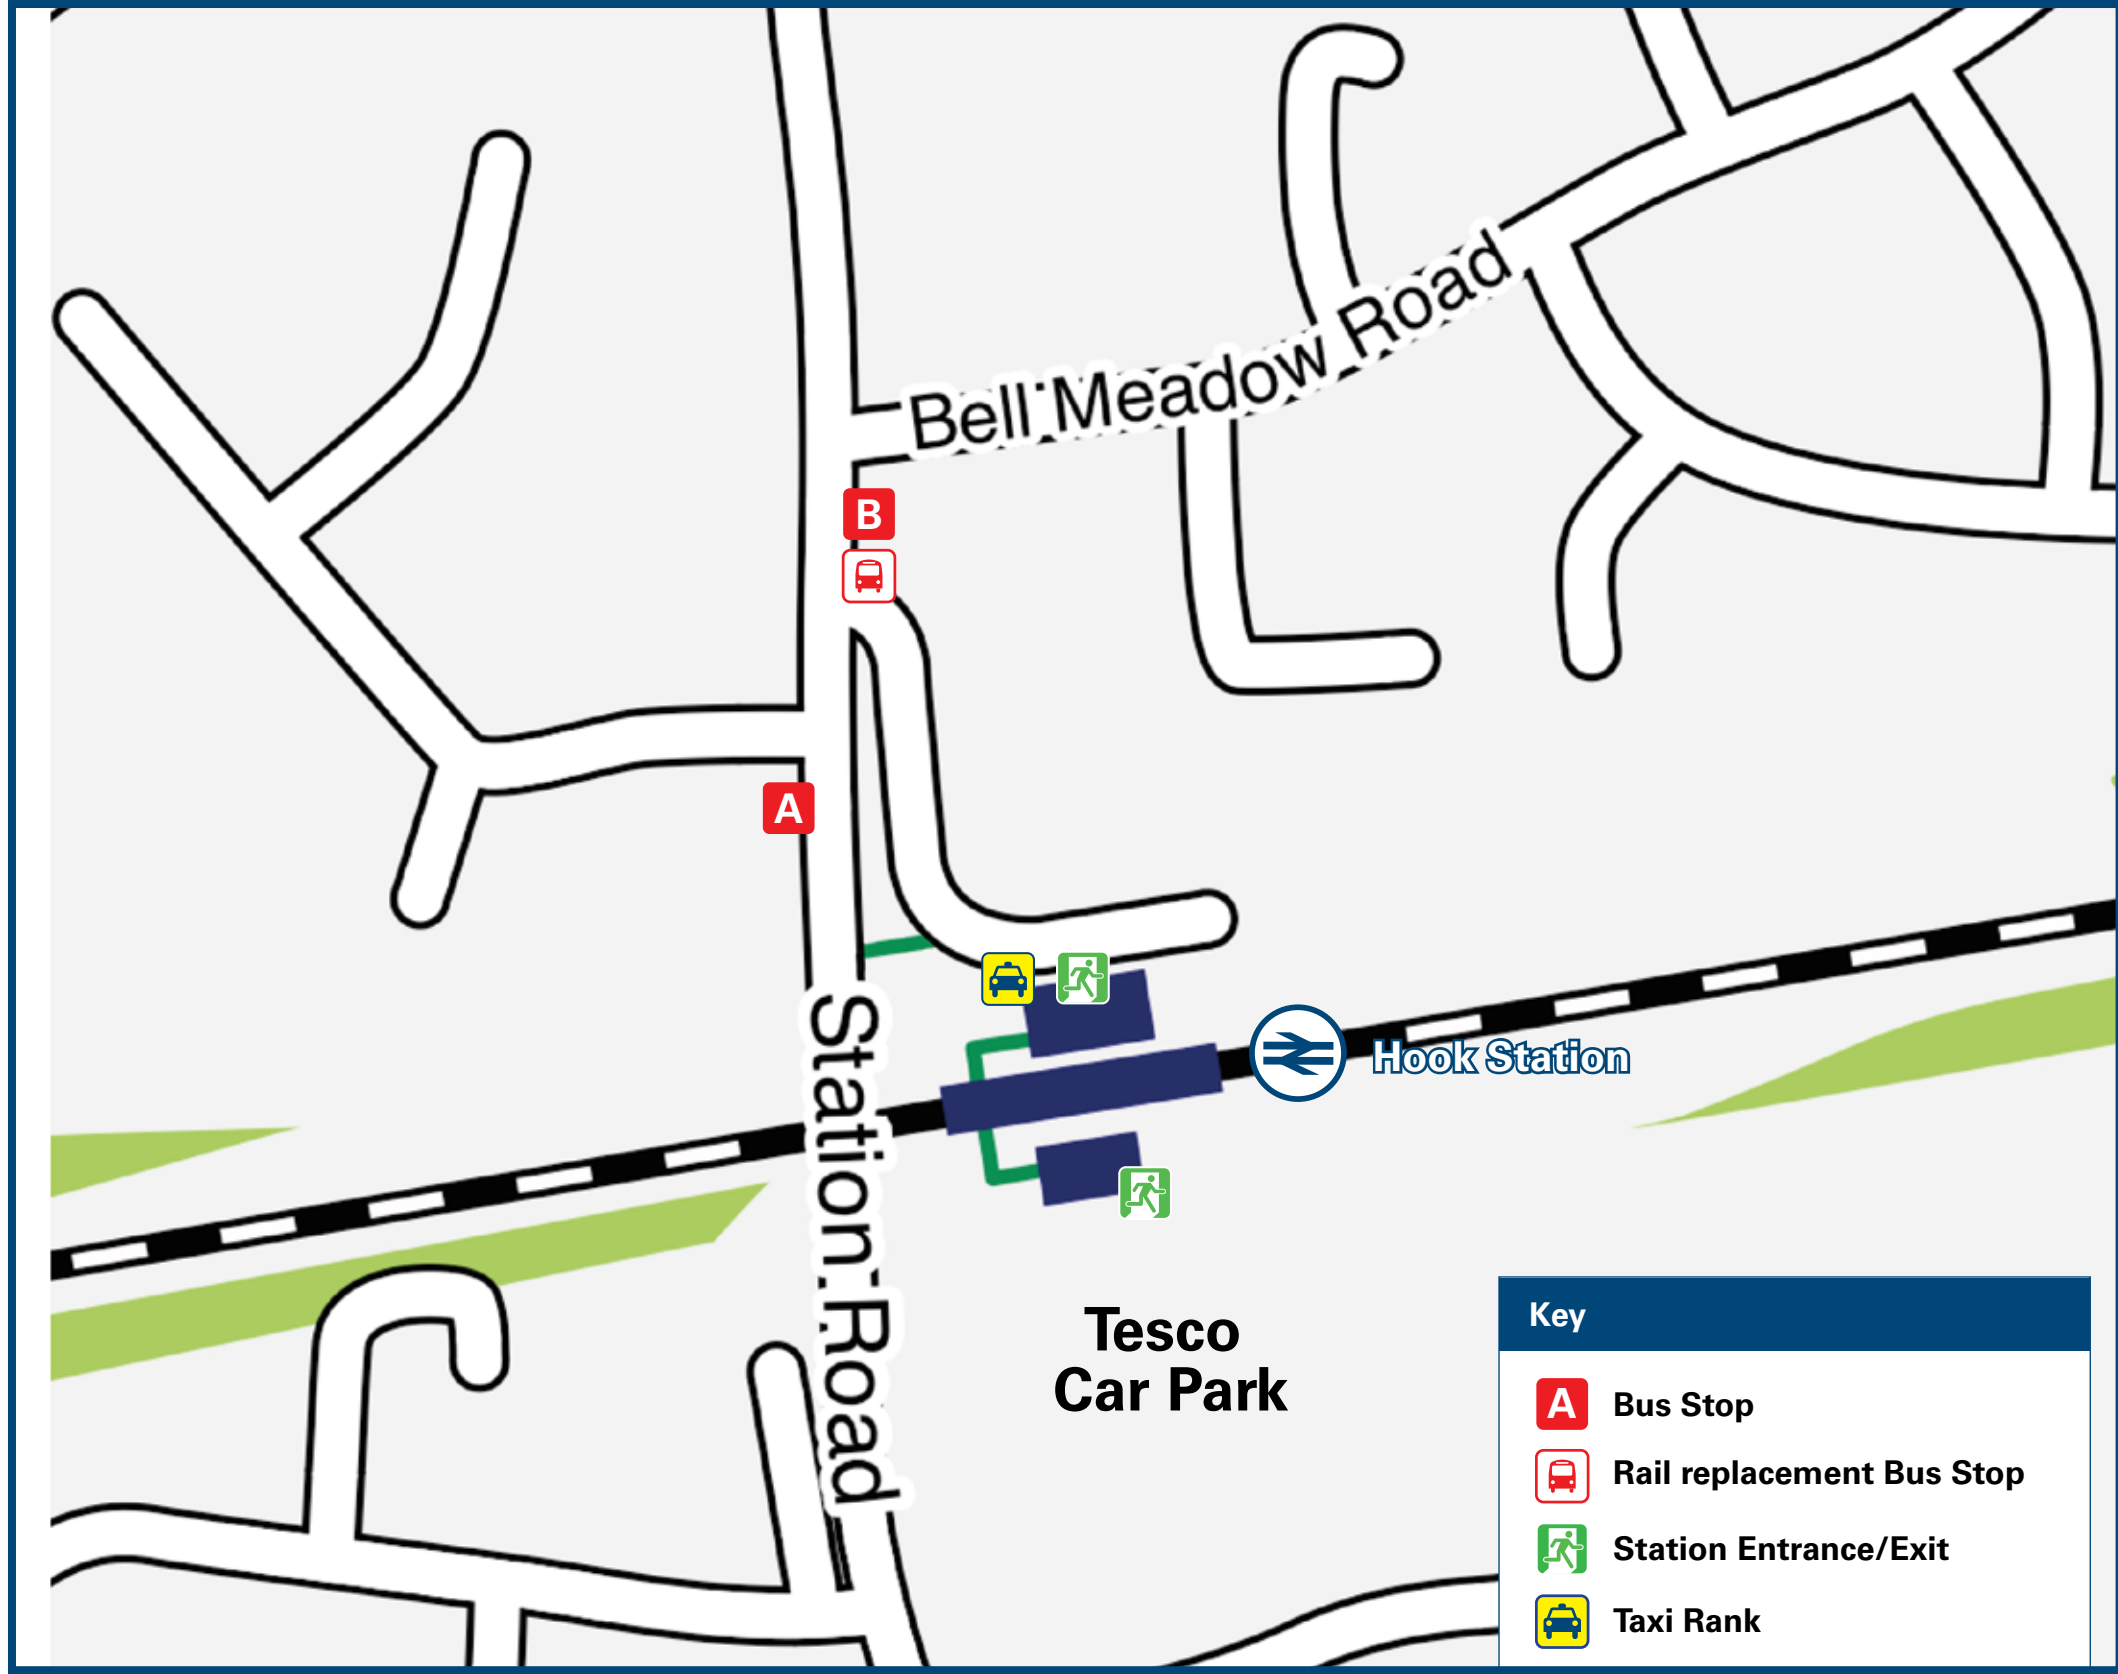 Bell Meadow Road
B
A
Station Road
Hook Station
Tesco
Car Park
Key
A Bus Stop
Rail replacement Bus Stop
Station Entrance/Exit
Taxi Rank